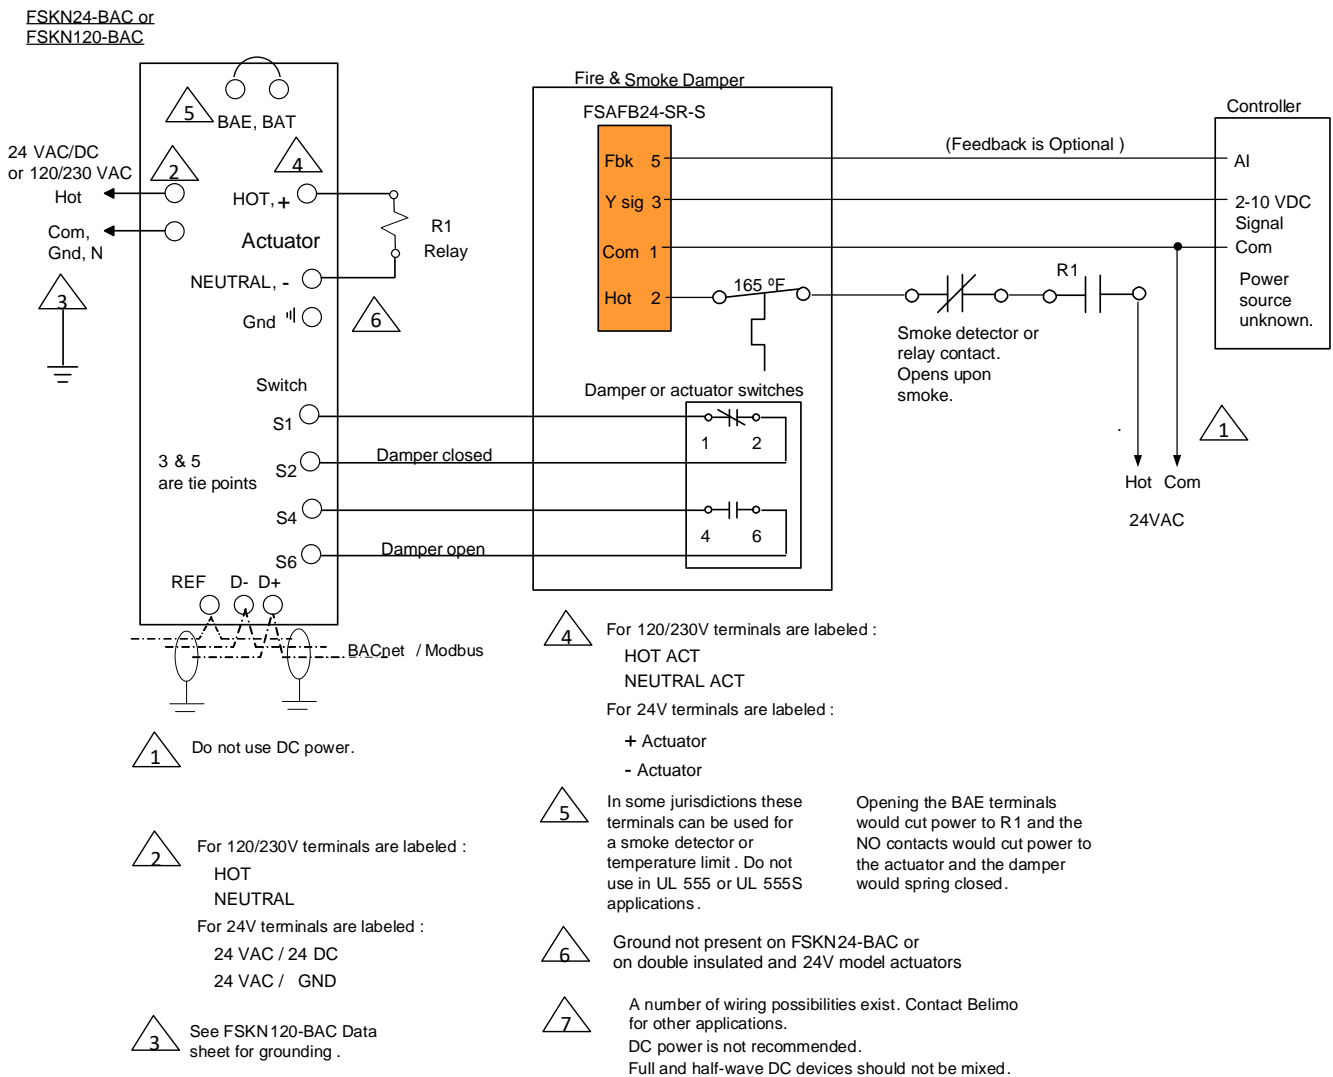 FSKN24-BAC or
FSKN120-BAC
5
BAE, BAT
24 VAC/DC
or 120/230 VAC
2
4
Hot
HOT, +
Com,
Gnd, N
Actuator
R1
Relay
NEUTRAL, -
3
Gnd
6
Switch
S1
3 & 5
are tie points
S2
Damper closed
S4
S6
Damper open
REF D- D+
BACnet / Modbus
Fire & Smoke Damper
FSAFB24-SR-S
Fbk 5
Y sig 3
Com 1
Hot 2
165 ºF
Damper or actuator switches
1 2
4 6
(Feedback is Optional )
R1
Smoke detector or
relay contact.
Opens upon
smoke.
Controller
AI
2-10 VDC
Signal
Com
Power
source
unknown.
.
1
Hot Com
24VAC
1
Do not use DC power.
2
For 120/230V terminals are labeled :
HOT
NEUTRAL
For 24V terminals are labeled :
24 VAC / 24 DC
24 VAC / GND
3
See FSKN120-BAC Data
sheet for grounding .
4
For 120/230V terminals are labeled :
HOT ACT
NEUTRAL ACT
For 24V terminals are labeled :
+ Actuator
- Actuator
5
In some jurisdictions these
terminals can be used for
a smoke detector or
temperature limit . Do not
use in UL 555 or UL 555S
applications .
Opening the BAE terminals
would cut power to R1 and the
NO contacts would cut power to
the actuator and the damper
would spring closed.
6
Ground not present on FSKN24-BAC or
on double insulated and 24V model actuators
7
A number of wiring possibilities exist. Contact Belimo
for other applications.
DC power is not recommended.
Full and half-wave DC devices should not be mixed.